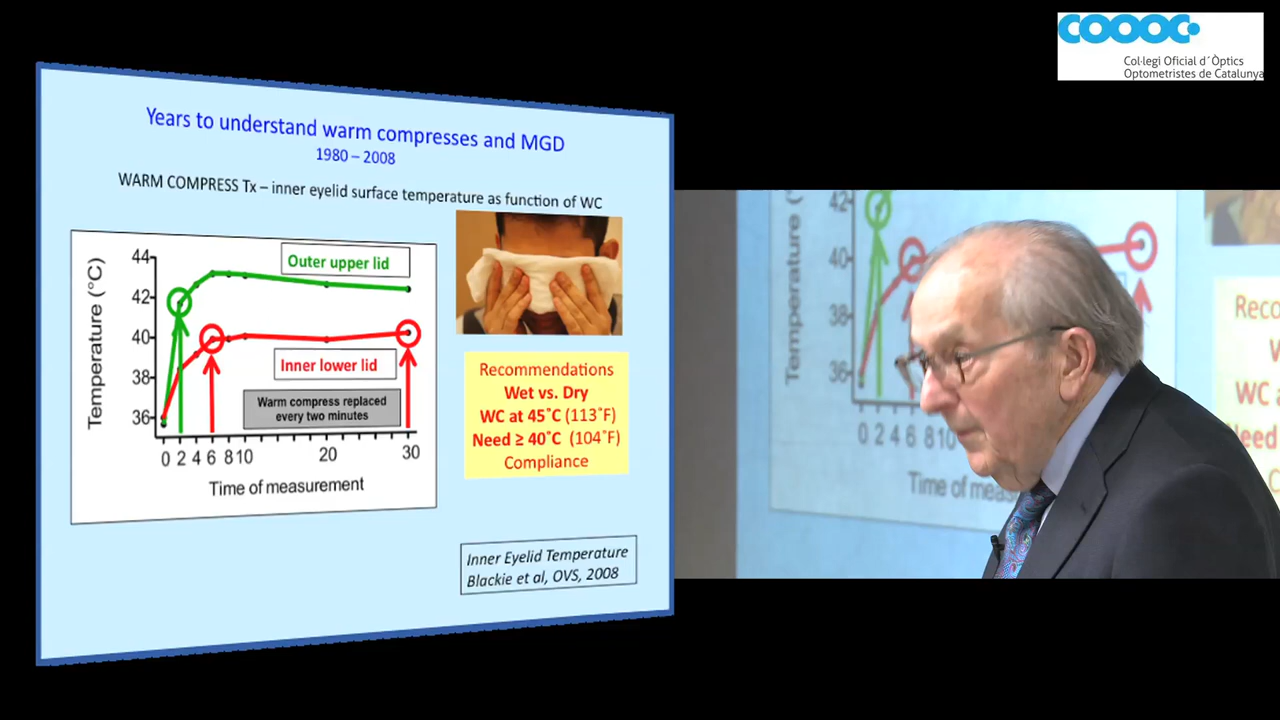 COOOC
Col·legi Oficial d´Òptics
Optometristes de Catalunya
Years to understand warm compresses and MGD
1980 – 2008
WARM COMPRESS Tx – inner eyelid surface temperature as function of WC
Temperature (°C)
44
42
40
38
36
Outer upper lid
Inner lower lid
Warm compress replaced
every two minutes
0 2 4 6 8 10 20 30
Time of measurement
Recommendations
Wet vs. Dry
WC at 45˚C (113˚F)
Need ≥ 40˚C (104˚F)
Compliance
Inner Eyelid Temperature
Blackie et al, OVS, 2008
Temperature (
42
40
38
36
0 2 4 6 8 10
Time of
WC